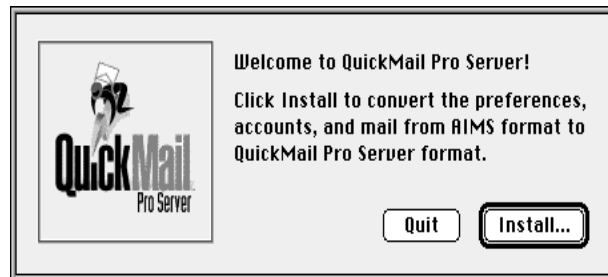 QuickMail
Pro Server
Welcome to QuickMail Pro Server!
Click Install to convert the preferences,
accounts, and mail from AIMS format to
QuickMail Pro Server format.
Quit
Install...